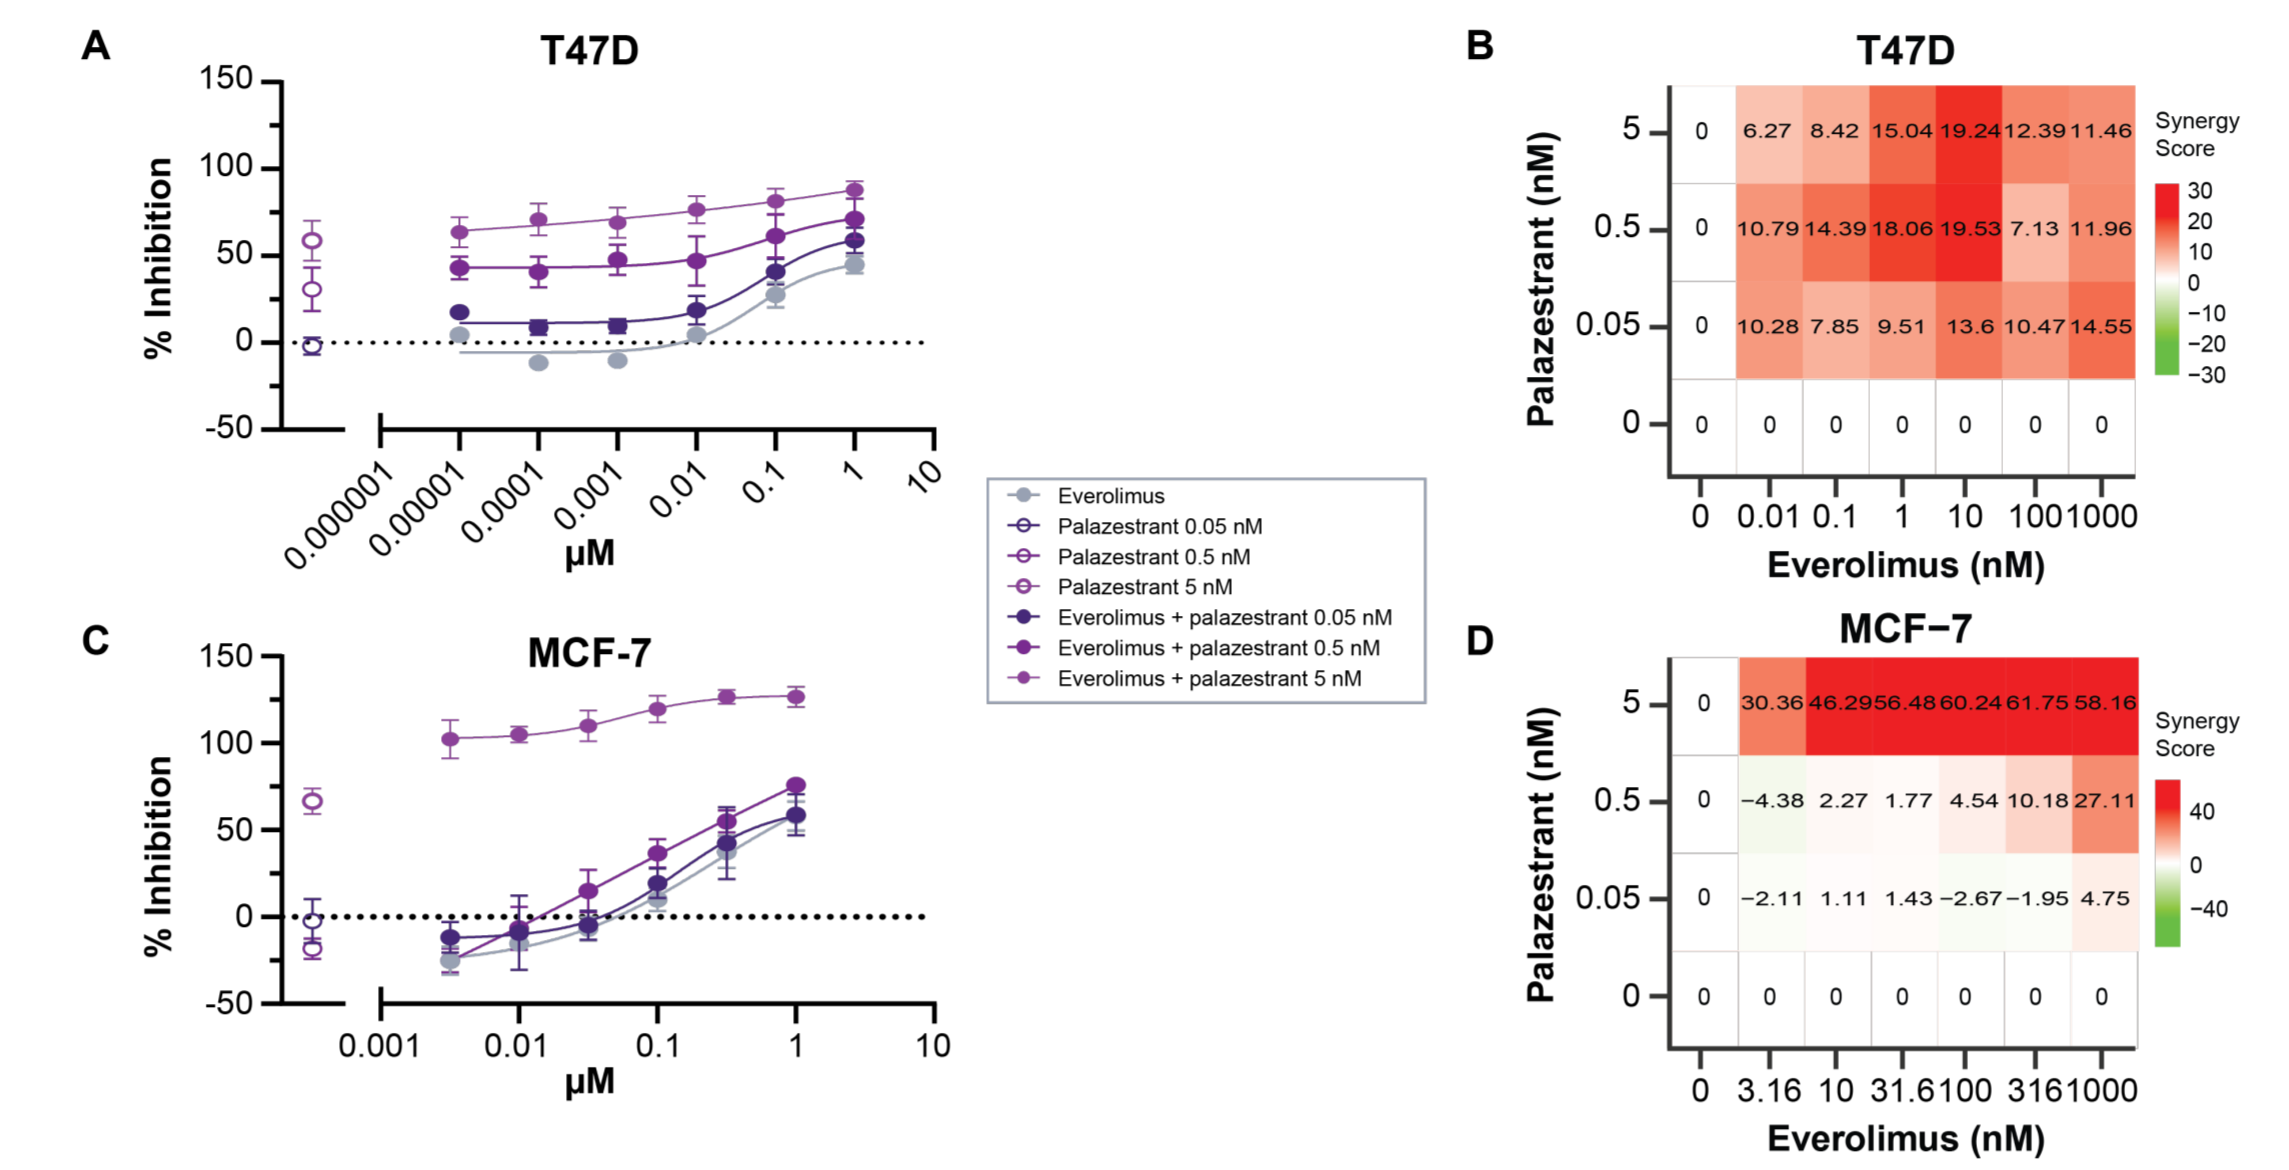 A
T47D
150
100
50
0
-50
% Inhibition
0.0000001
0.00001
0.0001
0.001
0.01
0.1
1
10
µM
B
T47D
Palazestrant (nM)
5
0 6.27 8.42 15.04 19.24 12.39 11.46
0.5
0 10.79 14.39 18.06 19.53 7.13 11.96
0.05
0 10.28 7.85 9.51 13.6 10.47 14.55
0
0 0 0 0 0 0 0
0 0.01 0.1 1 10 100 1000
Everolimus (nM)
Synergy
Score
30
20
10
0
−10
−20
−30
Everolimus
Palazestrant 0.05 nM
Palazestrant 0.5 nM
Palazestrant 5 nM
Everolimus + palazestrant 0.05 nM
Everolimus + palazestrant 0.5 nM
Everolimus + palazestrant 5 nM
C
MCF-7
150
100
50
0
-50
% Inhibition
0.001 0.01 0.1 1 10
µM
D
MCF−7
Palazestrant (nM)
5
0 30.36 46.29 56.48 60.24 61.75 58.16
0.5
0 −4.38 2.27 1.77 4.54 10.18 27.11
0.05
0 −2.11 1.11 1.43 −2.67 −1.95 4.75
0
0 0 0 0 0 0 0
0 3.16 10 31.6 100 316 1000
Everolimus (nM)
Synergy
Score
40
0
−40